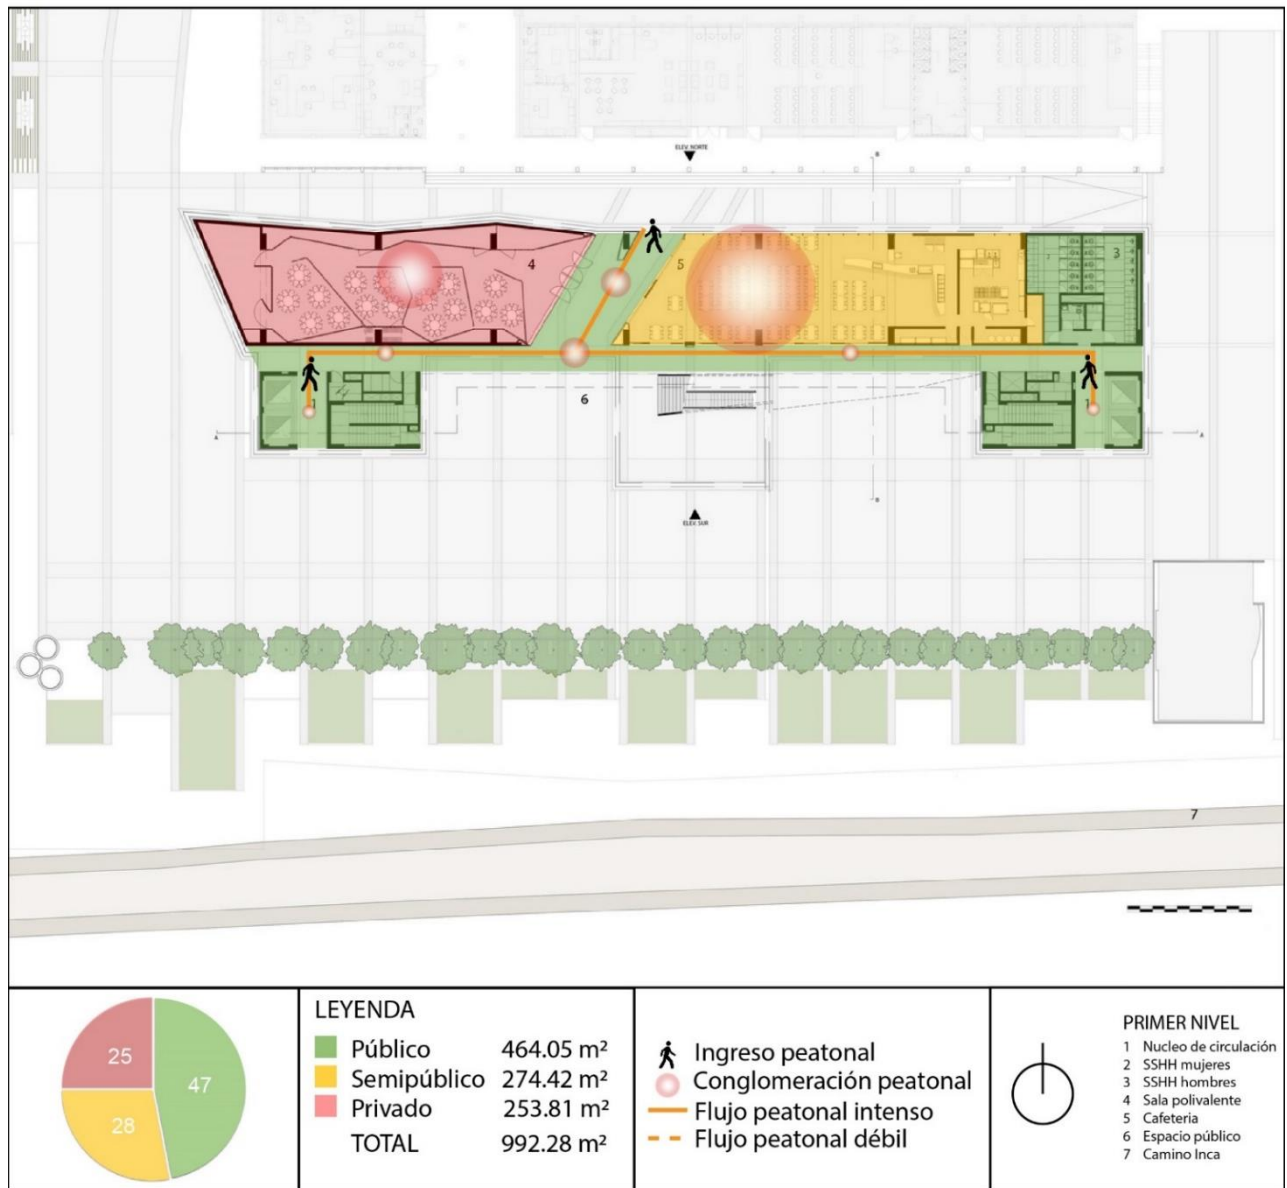 ELEV. NORTE
B
4
5
3
6
1
A
A
B
ELEV. SUR
7
25
47
28
LEYENDA
Público 464.05 m²
Semipúblico 274.42 m²
Privado 253.81 m²
TOTAL 992.28 m²
Ingreso peatonal
Conglomeración peatonal
Flujo peatonal intenso
Flujo peatonal débil
PRIMER NIVEL
1 Nucleo de circulación
2 SSHH mujeres
3 SSHH hombres
4 Sala polivalente
5 Cafeteria
6 Espacio público
7 Camino Inca